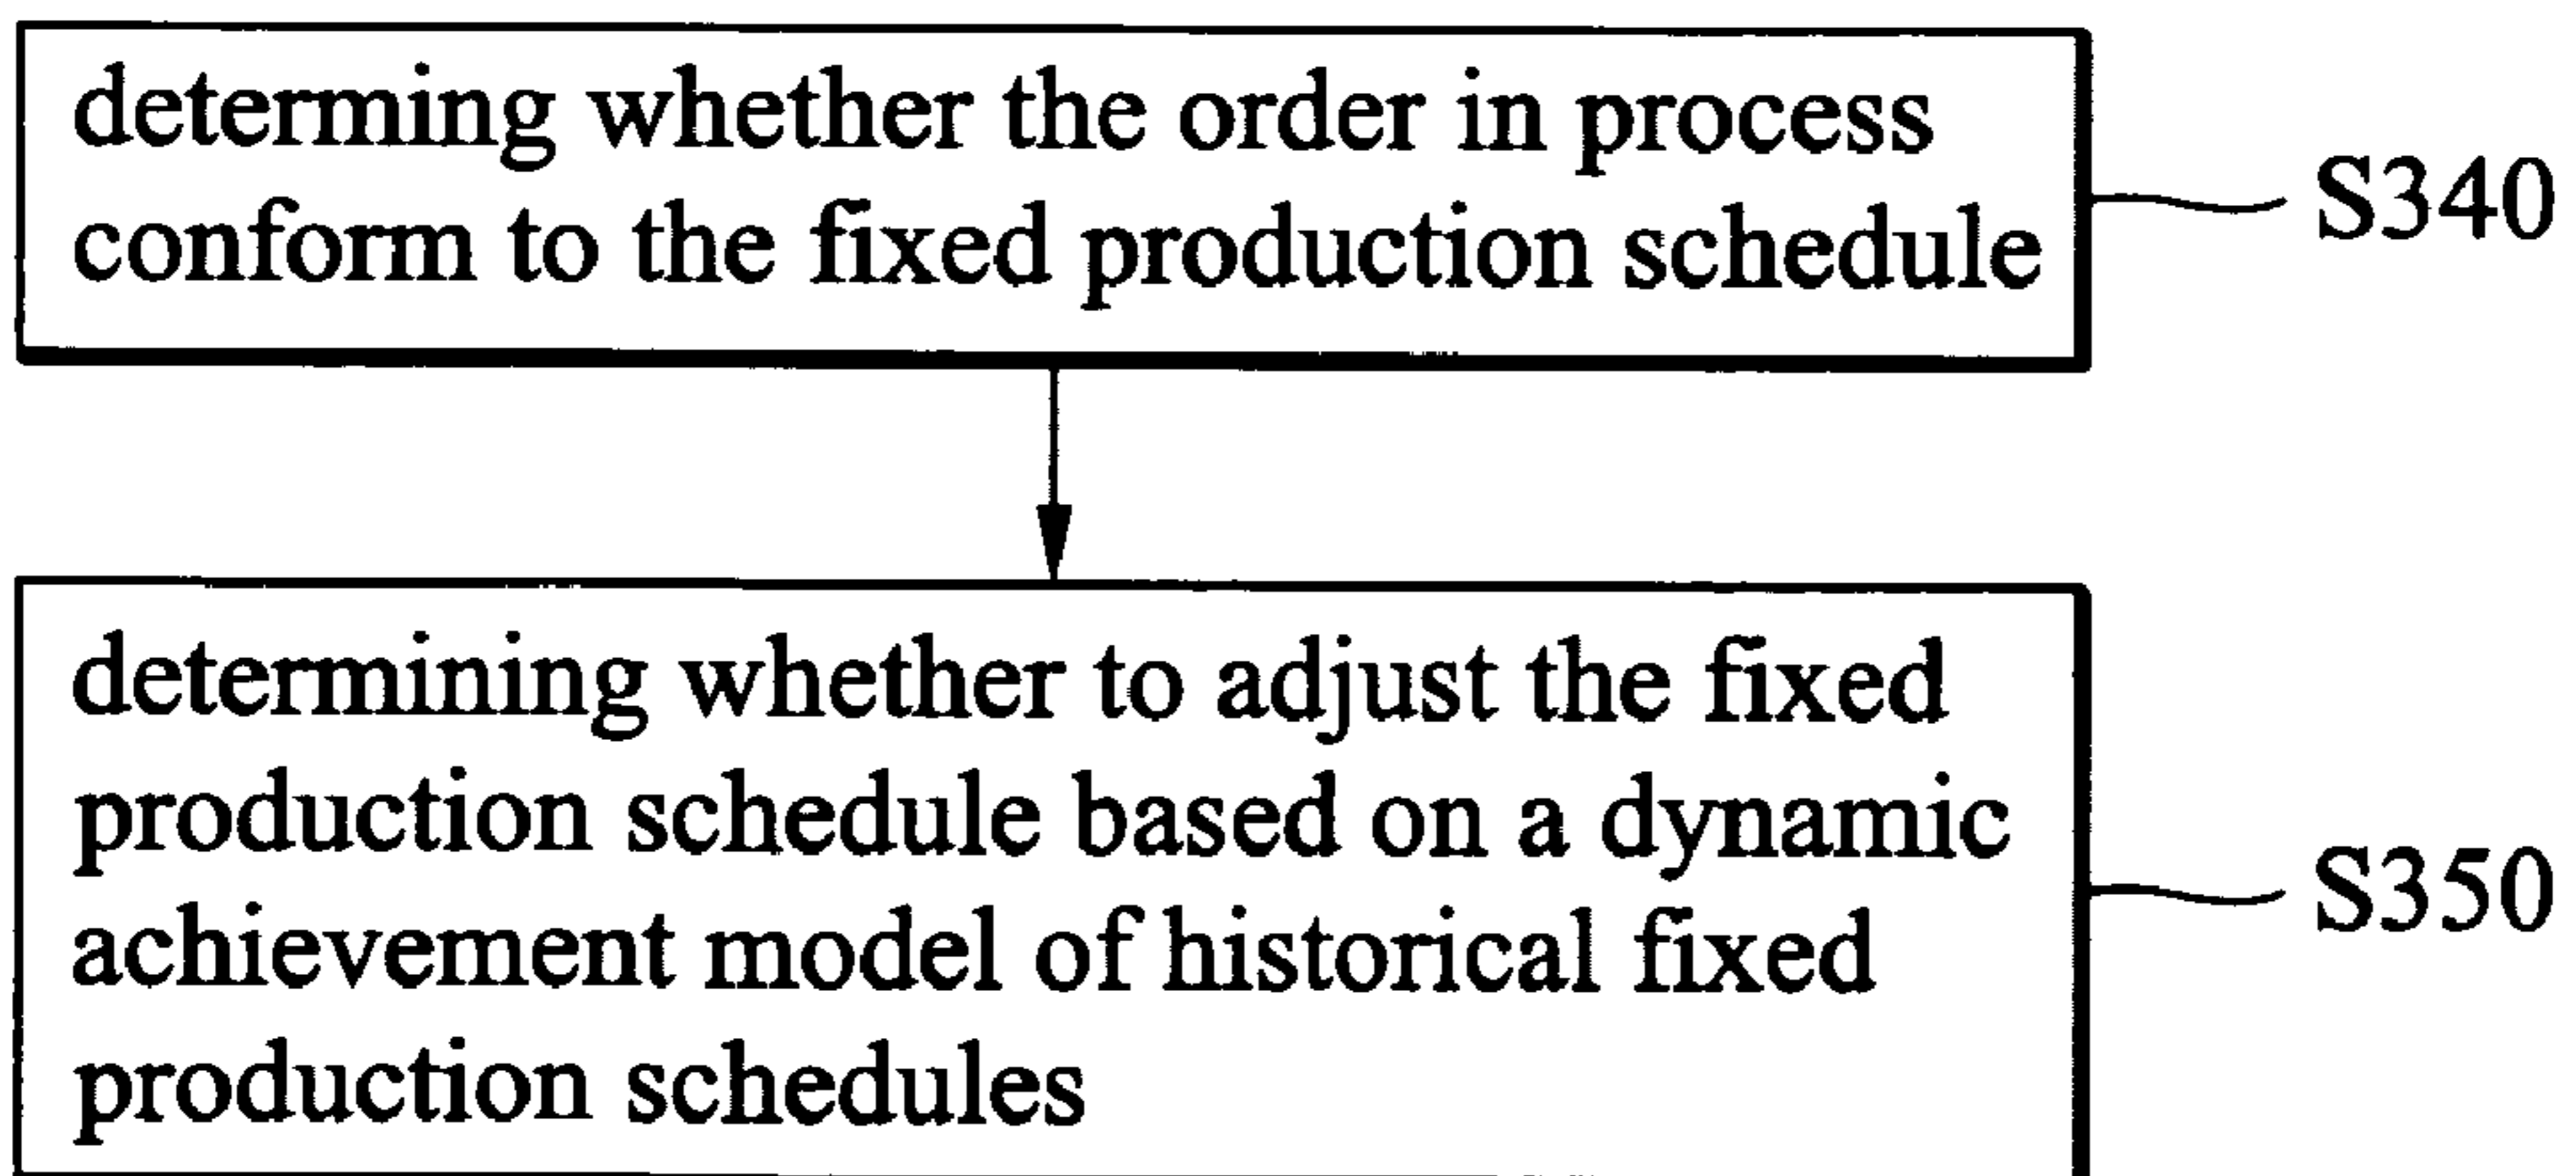 determing whether the order in process
conform to the fixed production schedule
S340
determining whether to adjust the fixed
production schedule based on a dynamic
achievement model of historical fixed
production schedules
S350